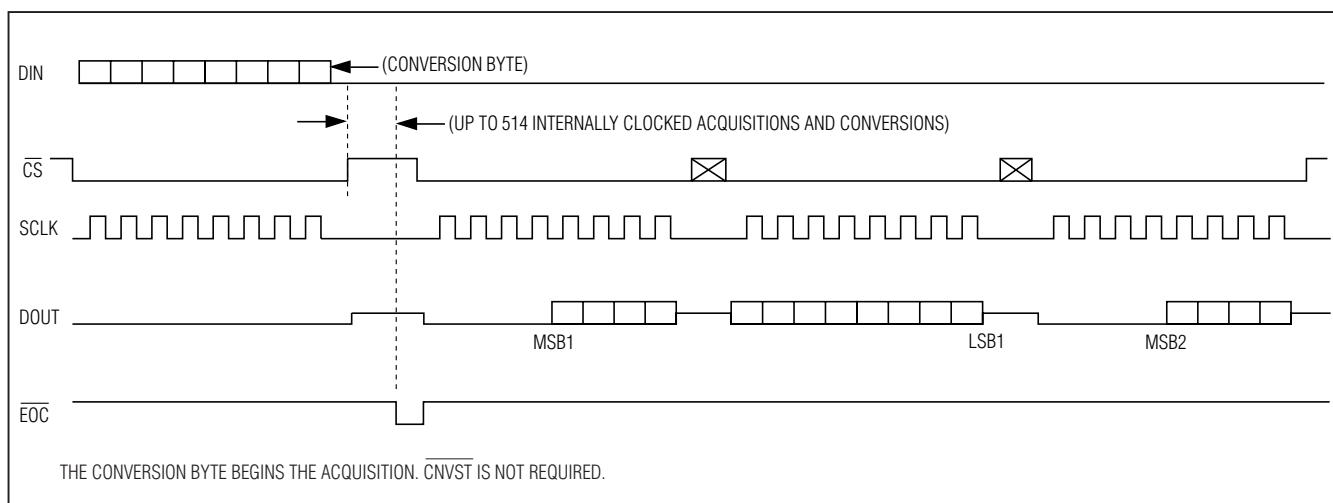 DIN
(CONVERSION BYTE)
(UP TO 514 INTERNALLY CLOCKED ACQUISITIONS AND CONVERSIONS)
CS
SCLK
DOUT
MSB1
LSB1
MSB2
EOC
THE CONVERSION BYTE BEGINS THE ACQUISITION. CNVST IS NOT REQUIRED.